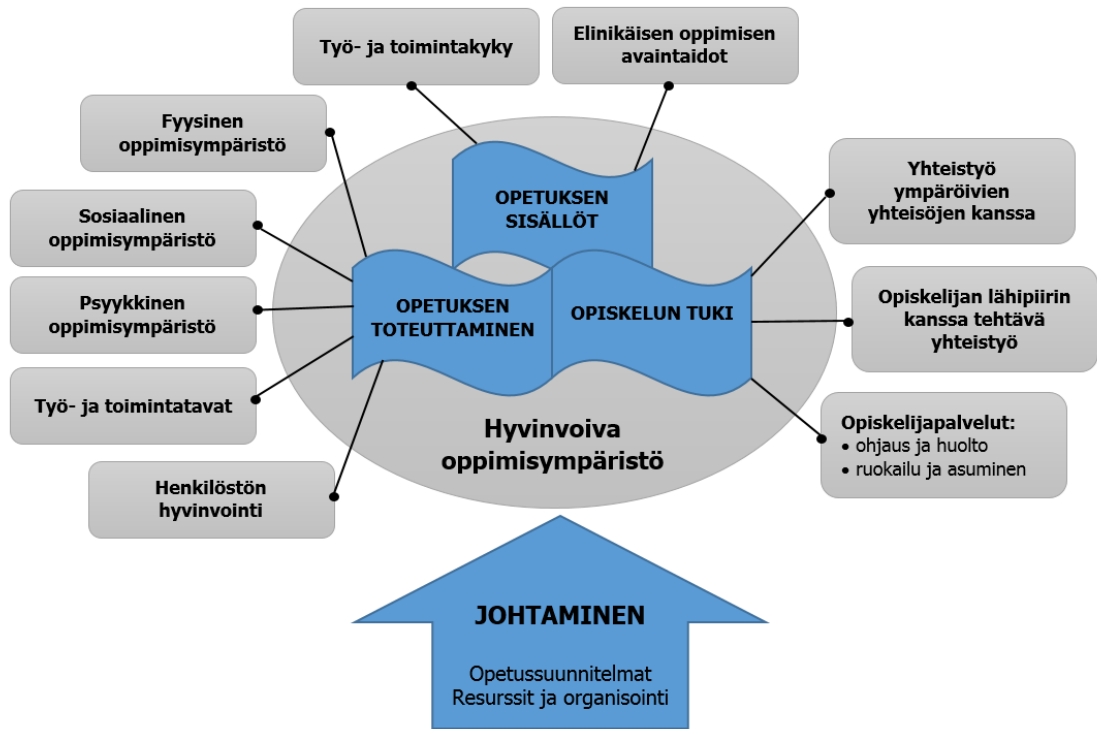 Työ- ja toimintakyky
Elinikäisen oppimisen
avaintaidot
Fyysinen
oppimisympäristö
Sosiaalinen
oppimisympäristö
Psyykkinen
oppimisympäristö
Työ- ja toimintatavat
Henkilöstön
hyvinvointi
OPETUKSEN
SISÄLLÖT
OPETUKSEN
TOTEUTTAMINEN
OPISKELUN TUKI
Hyvinvoiva
oppimisympäristö
Yhteistyö
ympäröivien
yhteisöjen kanssa
Opiskelijan lähipiirin
kanssa tehtävä
yhteistyö
Opiskelijapalvelut:
• ohjaus ja huolto
• ruokailu ja asuminen
JOHTAMINEN
Opetussuunnitelmat
Resurssit ja organisointi